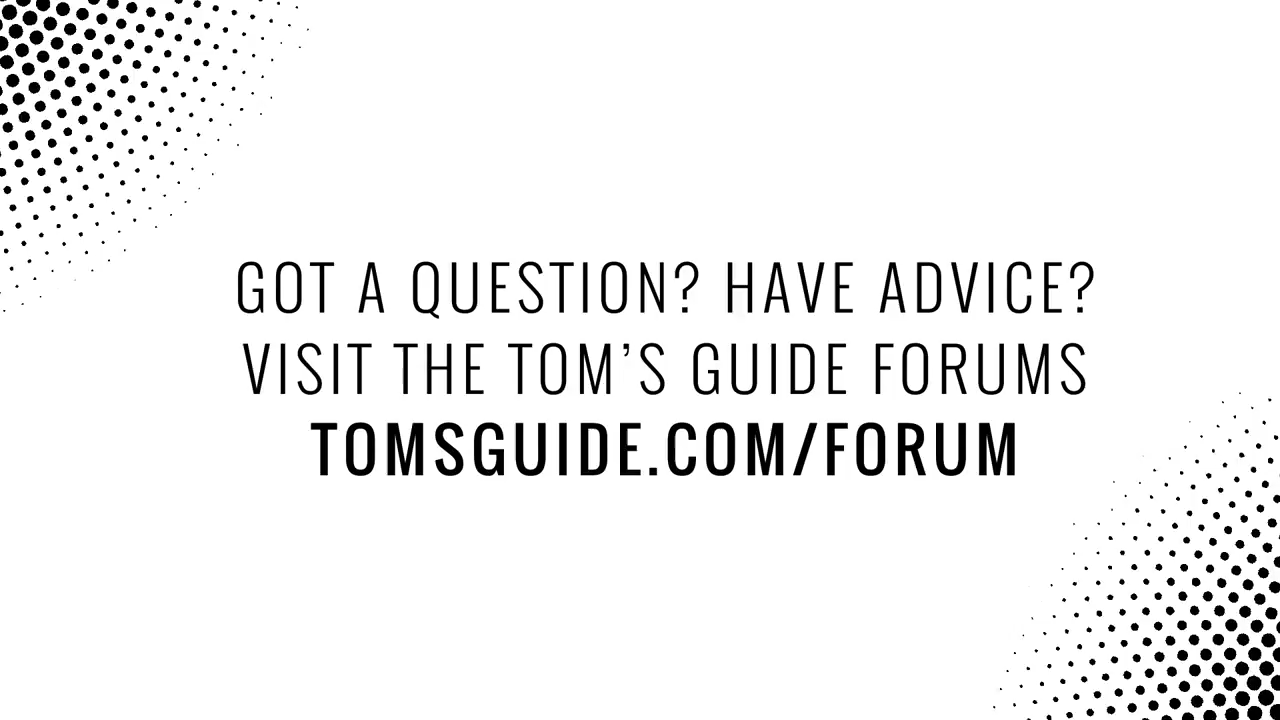 GOT A QUESTION? HAVE ADVICE?
VISIT THE TOM’S GUIDE FORUMS
TOMSGUIDE.COM/FORUM